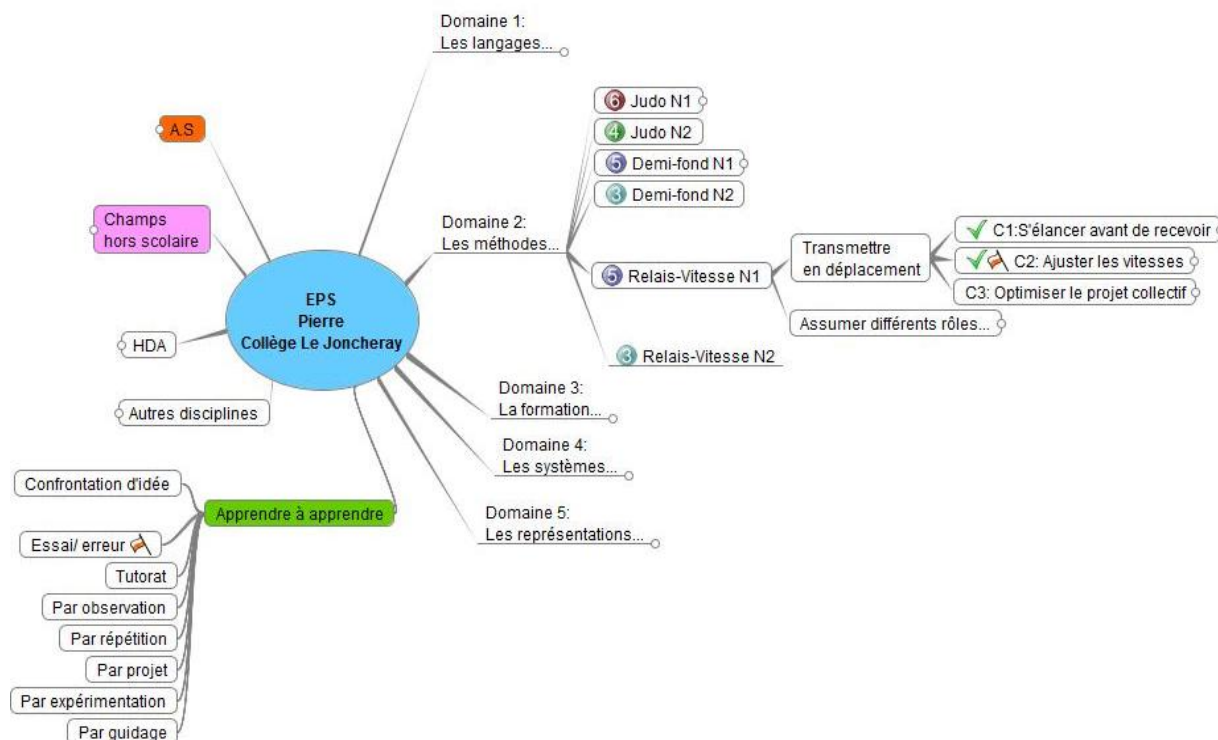 Domaine 1:
Les langages...
A.S
Champs
hors scolaire
HDA
Autres disciplines
EPS
Pierre
Collège Le Joncheray
Domaine 2:
Les méthodes...
6 Judo N1
4 Judo N2
5 Demi-fond N1
3 Demi-fond N2
5 Relais-Vitesse N1
Transmettre
en déplacement
C1:S'élancer avant de recevoir
C2: Ajuster les vitesses
C3: Optimiser le projet collectif
Assumer différents rôles...
3 Relais-Vitesse N2
Domaine 3:
La formation...
Domaine 4:
Les systèmes...
Domaine 5:
Les représentations...
Apprendre à apprendre
Confrontation d'idée
Essai/ erreur
Tutorat
Par observation
Par répétition
Par projet
Par expérimentation
Par guidage